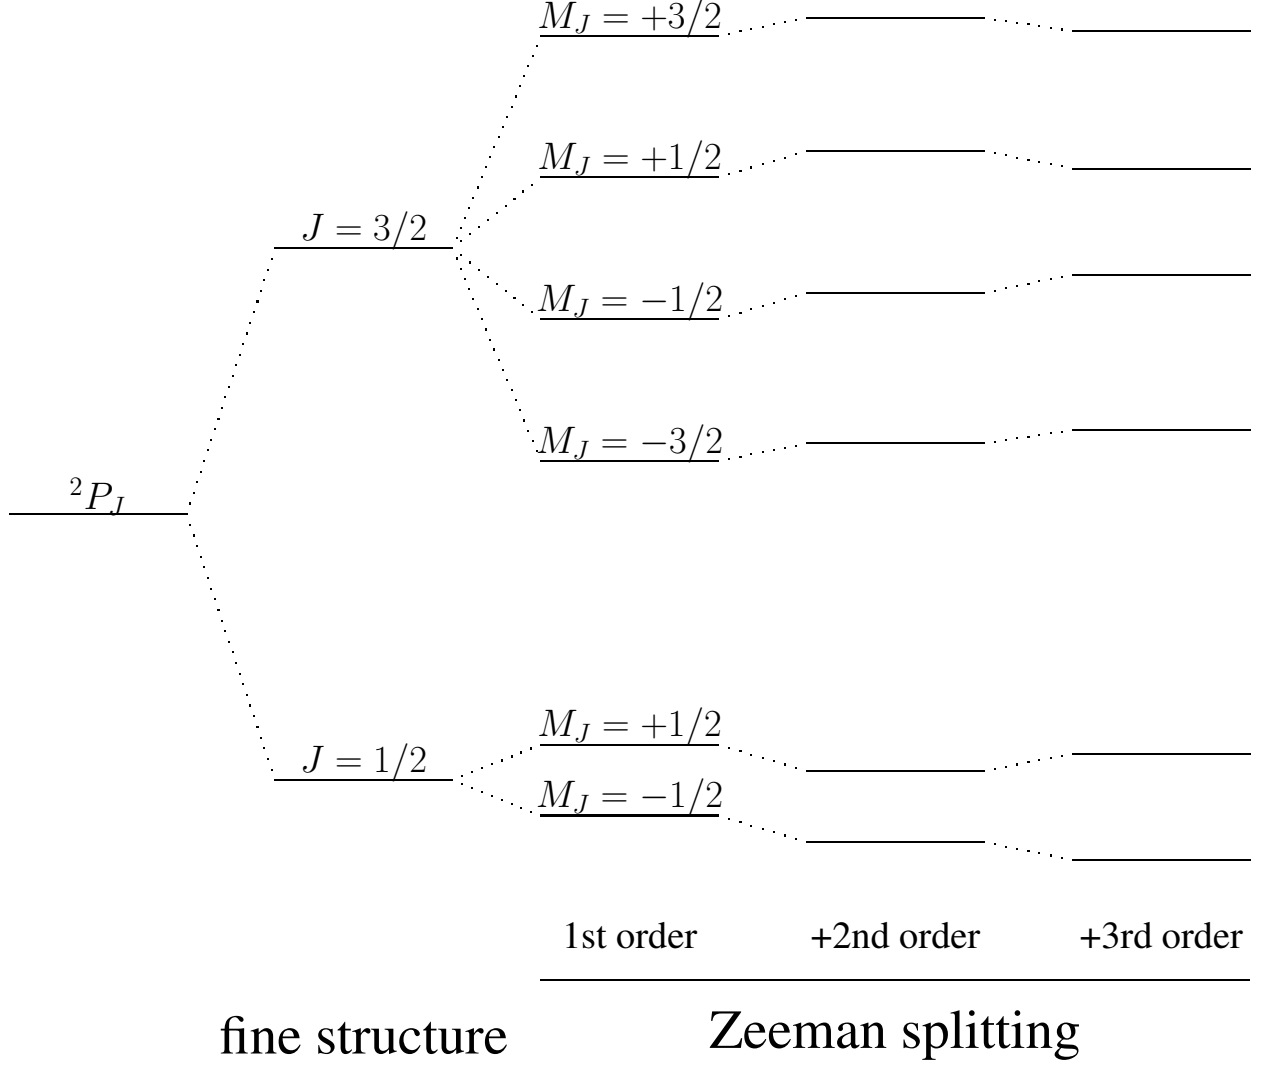 M_J = +3/2
M_J = +1/2
J = 3/2
M_J = −1/2
M_J = −3/2
²P_J
M_J = +1/2
J = 1/2
M_J = −1/2
1st order +2nd order +3rd order
fine structure Zeeman splitting